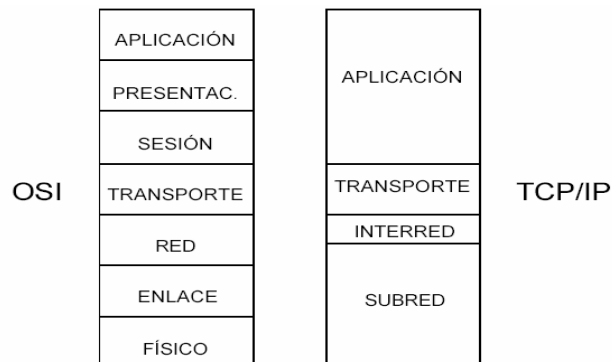 APLICACIÓN
PRESENTAC.
SESIÓN
OSI
TRANSPORTE
RED
ENLACE
FÍSICO
APLICACIÓN
TRANSPORTE
TCP/IP
INTERRED
SUBRED